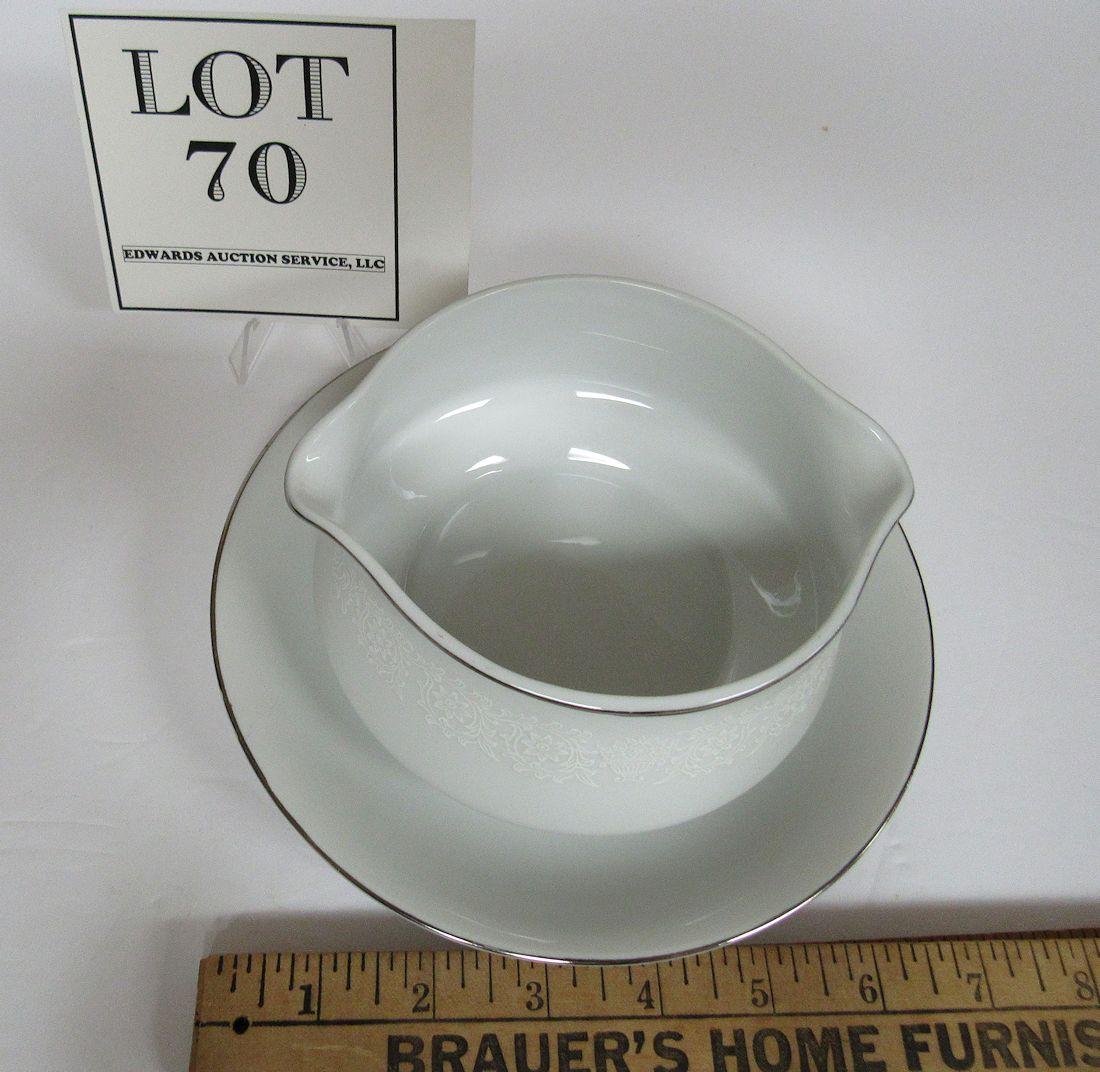 LOT
70
EDWARDS AUCTION SERVICE, LLC
1 2 3 4 5 6 7 8
BRAUER'S HOME FURNIS